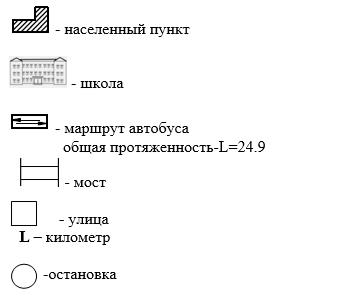 - населенный пункт
- школа
- маршрут автобуса
общая протяженность-L=24.9
- мост
- улица
L – километр
-остановка